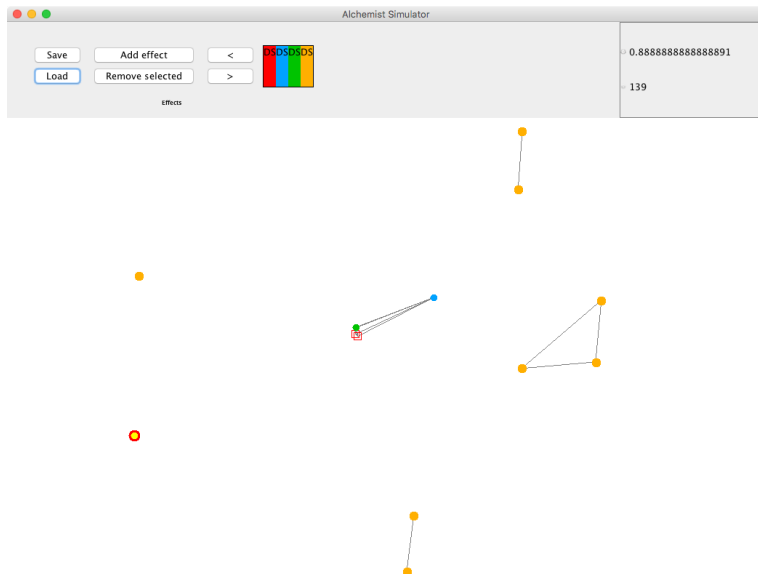 Alchemist Simulator
Save Add effect < DSDSDSDS 0.8888888888888891
Load Remove selected > 139
Effects